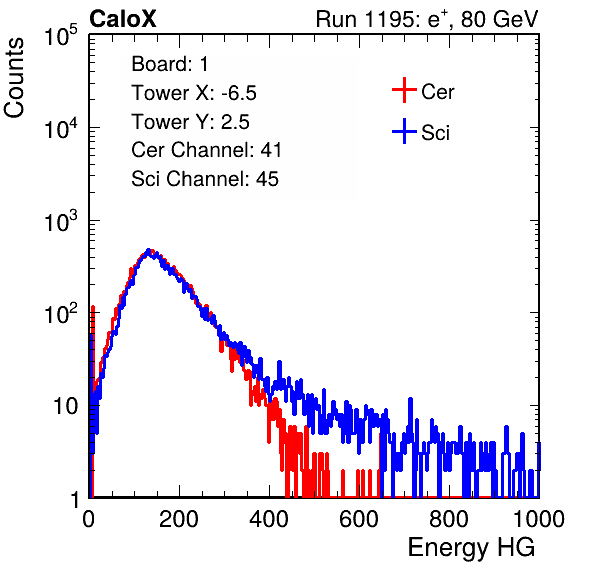 CaloX Run 1195: e+, 80 GeV
Counts
Board: 1
Tower X: -6.5
Tower Y: 2.5
Cer Channel: 41
Sci Channel: 45
Cer
Sci
10^5
10^4
10^3
10^2
10
1
0 200 400 600 800 1000
Energy HG